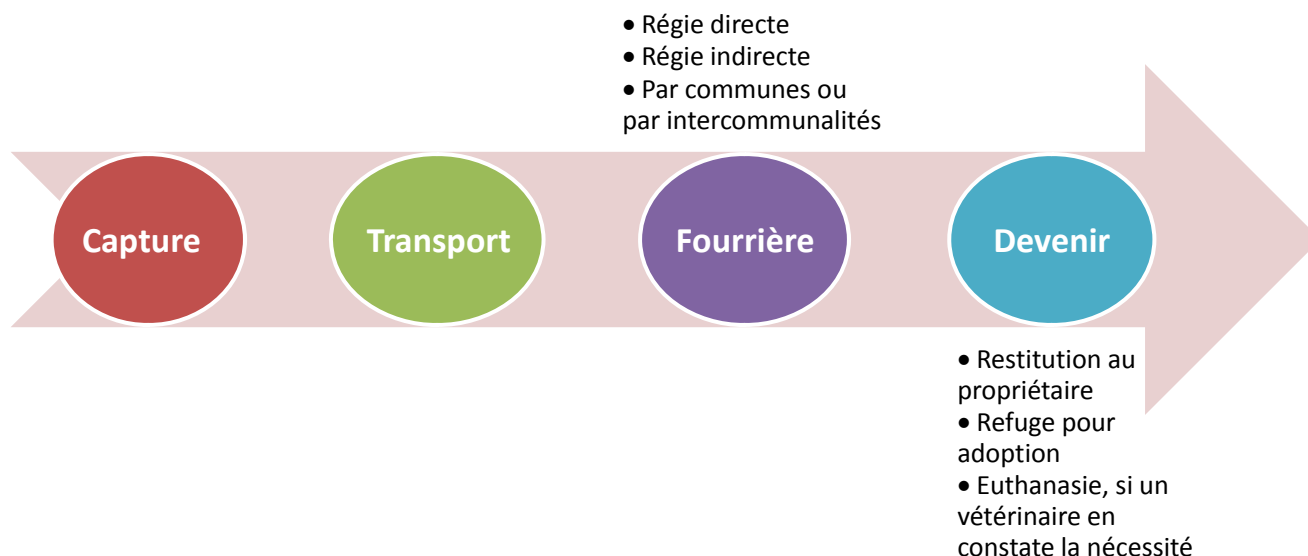 • Régie directe
• Régie indirecte
• Par communes ou
par intercommunalités
Capture
Transport
Fourrière
Devenir
• Restitution au
propriétaire
• Refuge pour
adoption
• Euthanasie, si un
vétérinaire en
constate la nécessité